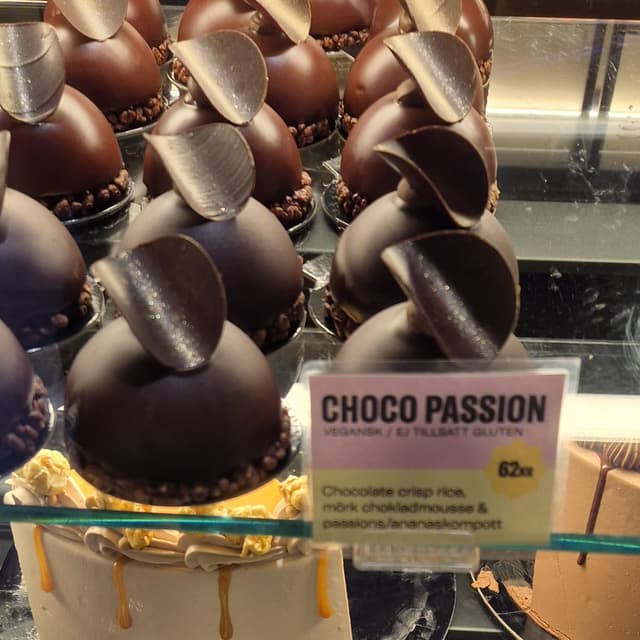 CHOCO PASSION
VEGANSK / EJ TILLSATT GLUTEN
62KR
Chocolate crisp rice,
mörk chokladmousse &
passions/ananaskompott